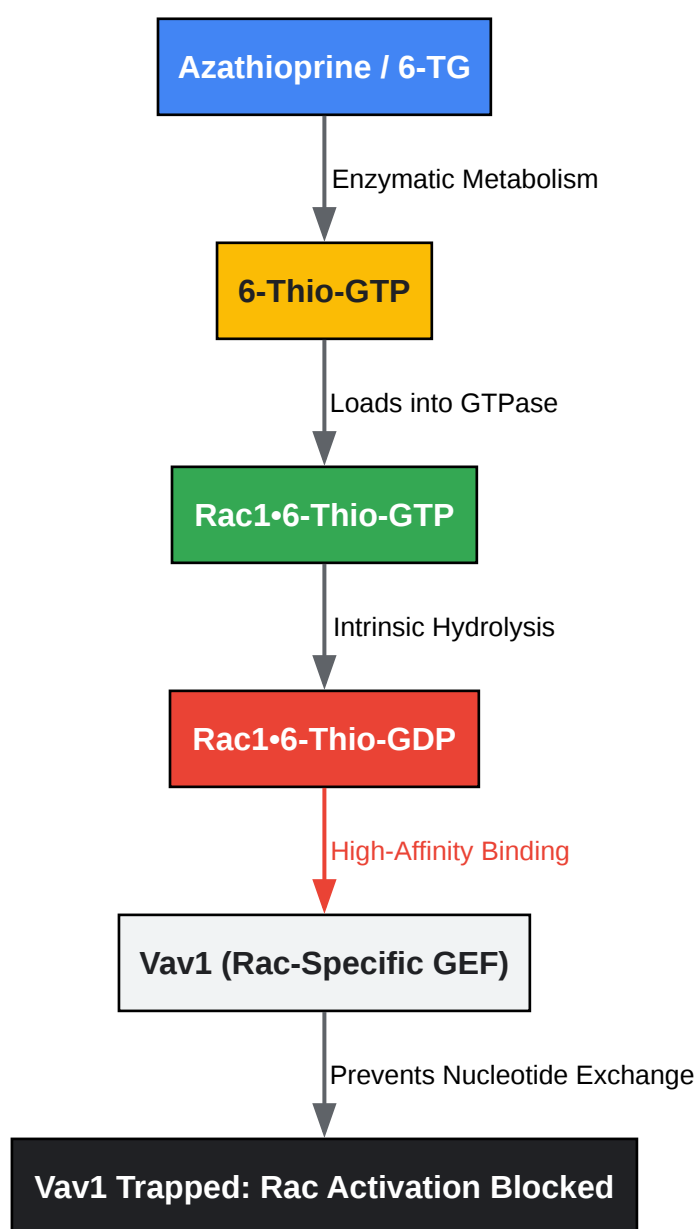 Azathioprine / 6-TG
Enzymatic Metabolism
6-Thio-GTP
Loads into GTPase
Rac1•6-Thio-GTP
Intrinsic Hydrolysis
Rac1•6-Thio-GDP
High-Affinity Binding
Vav1 (Rac-Specific GEF)
Prevents Nucleotide Exchange
Vav1 Trapped: Rac Activation Blocked